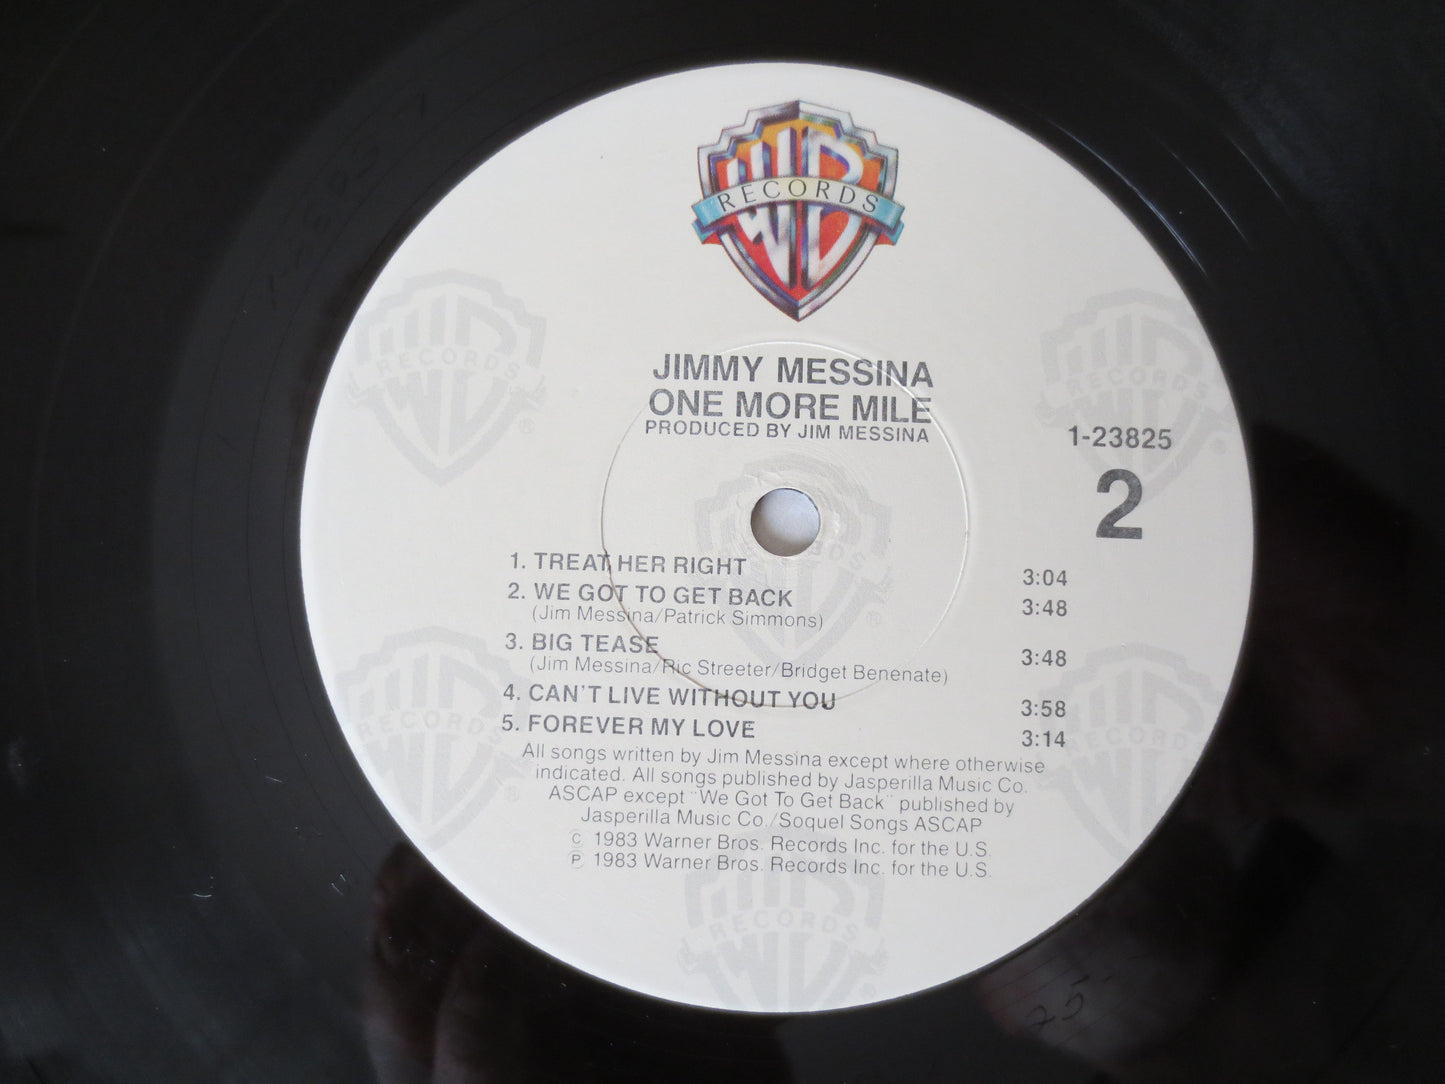 WB
RECORDS
JIMMY MESSINA
ONE MORE MILE
PRODUCED BY JIM MESSINA
1-23825
2
1. TREAT HER RIGHT 3:04
2. WE GOT TO GET BACK 3:48
(Jim Messina/Patrick Simmons)
3. BIG TEASE 3:48
(Jim Messina/Ric Streeter/Bridget Benenate)
4. CAN'T LIVE WITHOUT YOU 3:58
5. FOREVER MY LOVE 3:14
All songs written by Jim Messina except where otherwise
indicated. All songs published by Jasperilla Music Co.
ASCAP except "We Got To Get Back" published by
Jasperilla Music Co./Soquel Songs ASCAP
© 1983 Warner Bros. Records Inc. for the U.S.
℗ 1983 Warner Bros. Records Inc. for the U.S.